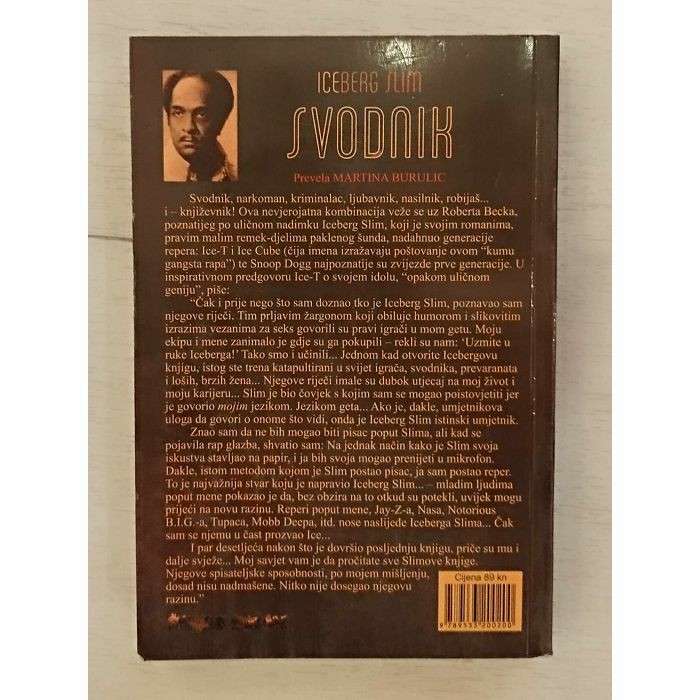 ICEBERG SLIM
SVODNIK
Prevela MARTINA BURULIC
Svodnik, narkoman, kriminalac, ljubavnik, nasilnik, robijaš...
i – književnik! Ova nevjerojatna kombinacija veže se uz Roberta Becka,
poznatijeg po uličnom nadimku Iceberg Slim, koji je svojim romanima,
pravim malim remek-djelima paklenog šunda, nadahnuo generacije
repera: Ice-T i Ice Cube (čija imena izražavaju poštovanje ovom “kumu
gangsta rapa”) te Snoop Dogg najpoznatije su zvijezde prve generacije. U
inspirativnom predgovoru Ice-T o svojem idolu, “opakom uličnom
geniju”, piše:
“Čak i prije nego što sam doznao tko je Iceberg Slim, poznavao sam
njegove riječi. Tim prljavim žargonom koji obiluje humorom i slikovitim
izrazima vezanima za seks govorili su pravi igrači u mom getu. Moju
ekipu i mene zanimalo je gdje su ga pokupili – rekli su nam: ‘Uzmite u
ruke Iceberga!’ Tako smo i učinili... Jednom kad otvorite Icebergovu
knjigu, istog ste trena katapultirani u svijet igrača, svodnika, prevaranata
i loših, brzih žena... Njegove riječi imale su dubok utjecaj na moj život i
moju karijeru... Slim je bio čovjek s kojim sam se mogao poistovjetiti jer
je govorio mojim jezikom. Jezikom geta... Ako je, dakle, umjetnikova
uloga da govori o onome što vidi, onda je Iceberg Slim istinski umjetnik.
Znao sam da ne bih mogao biti pisac poput Slima, ali kad se
pojavila rap glazba, shvatio sam: Na jednak način kako je Slim svoja
iskustva stavljao na papir, i ja bih svoja mogao prenijeti u mikrofon.
Dakle, istom metodom kojom je Slim postao pisac, ja sam postao reper.
To je najvažnija stvar koju je napravio Iceberg Slim... – mladim ljudima
poput mene pokazao je da, bez obzira na to otkud su potekli, uvijek mogu
prijeći na novu razinu. Reperi poput mene, Jay-Z-a, Nasa, Notorious
B.I.G.-a, Tupaca, Mobb Deepa, itd. nose naslijeđe Iceberga Slima... Čak
sam se njemu u čast prozvao Ice...
I par desetljeća nakon što je dovršio posljednju knjigu, priče su mu i
dalje svježe... Moj savjet vam je da pročitate sve Slimove knjige.
Njegove spisateljske sposobnosti, po mojem mišljenju,
dosad nisu nadmašene. Nitko nije dosegao njegovu
razinu.”
Cijena 89 kn
9 789533 200200